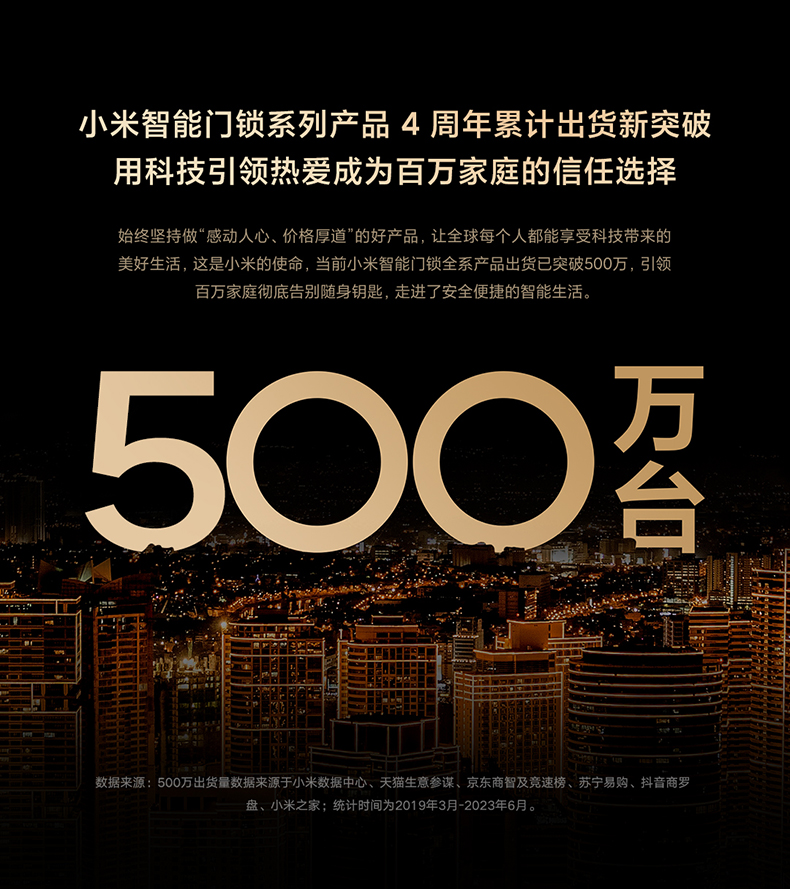 小米智能门锁系列产品 4 周年累计出货新突破
用科技引领热爱成为百万家庭的信任选择
始终坚持做“感动人心、价格厚道”的好产品，让全球每个人都能享受科技带来的
美好生活，这是小米的使命，当前小米智能门锁全系产品出货已突破500万，引领
百万家庭彻底告别随身钥匙，走进了安全便捷的智能生活。
500万台
数据来源：500万出货量数据来源于小米数据中心、天猫生意参谋、京东商智及竞速榜、苏宁易购、抖音商罗
盘、小米之家；统计时间为2019年3月-2023年6月。